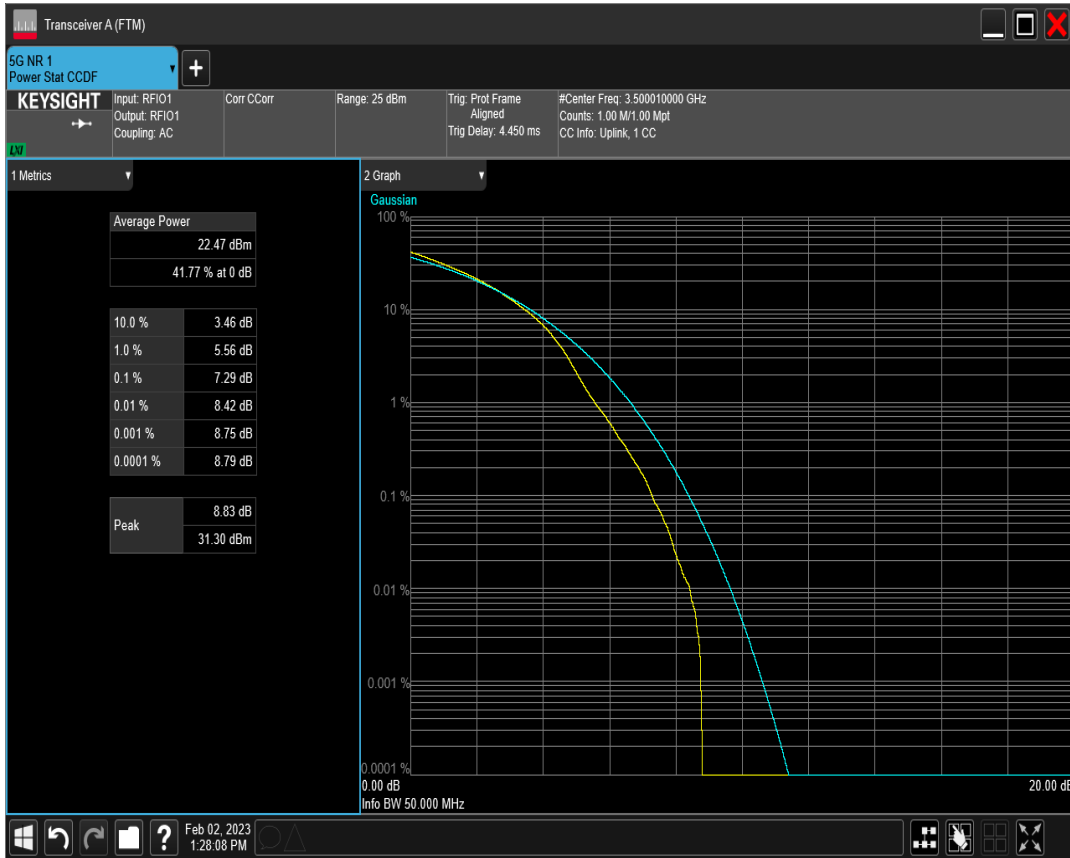 Transceiver A (FTM)
5G NR 1
Power Stat CCDF
+
KEYSIGHT
LXI
Input: RFIO1
Output: RFIO1
Coupling: AC
Corr CCorr
Range: 25 dBm
Trig: Prot Frame
Aligned
Trig Delay: 4.450 ms
#Center Freq: 3.500010000 GHz
Counts: 1.00 M/1.00 Mpt
CC Info: Uplink, 1 CC
1 Metrics
Average Power
22.47 dBm
41.77 % at 0 dB
10.0 % 3.46 dB
1.0 % 5.56 dB
0.1 % 7.29 dB
0.01 % 8.42 dB
0.001 % 8.75 dB
0.0001 % 8.79 dB
Peak
8.83 dB
31.30 dBm
2 Graph
Gaussian
100 %
10 %
1 %
0.1 %
0.01 %
0.001 %
0.0001 %
0.00 dB
20.00 dB
Info BW 50.000 MHz
?
Feb 02, 2023
1:28:08 PM